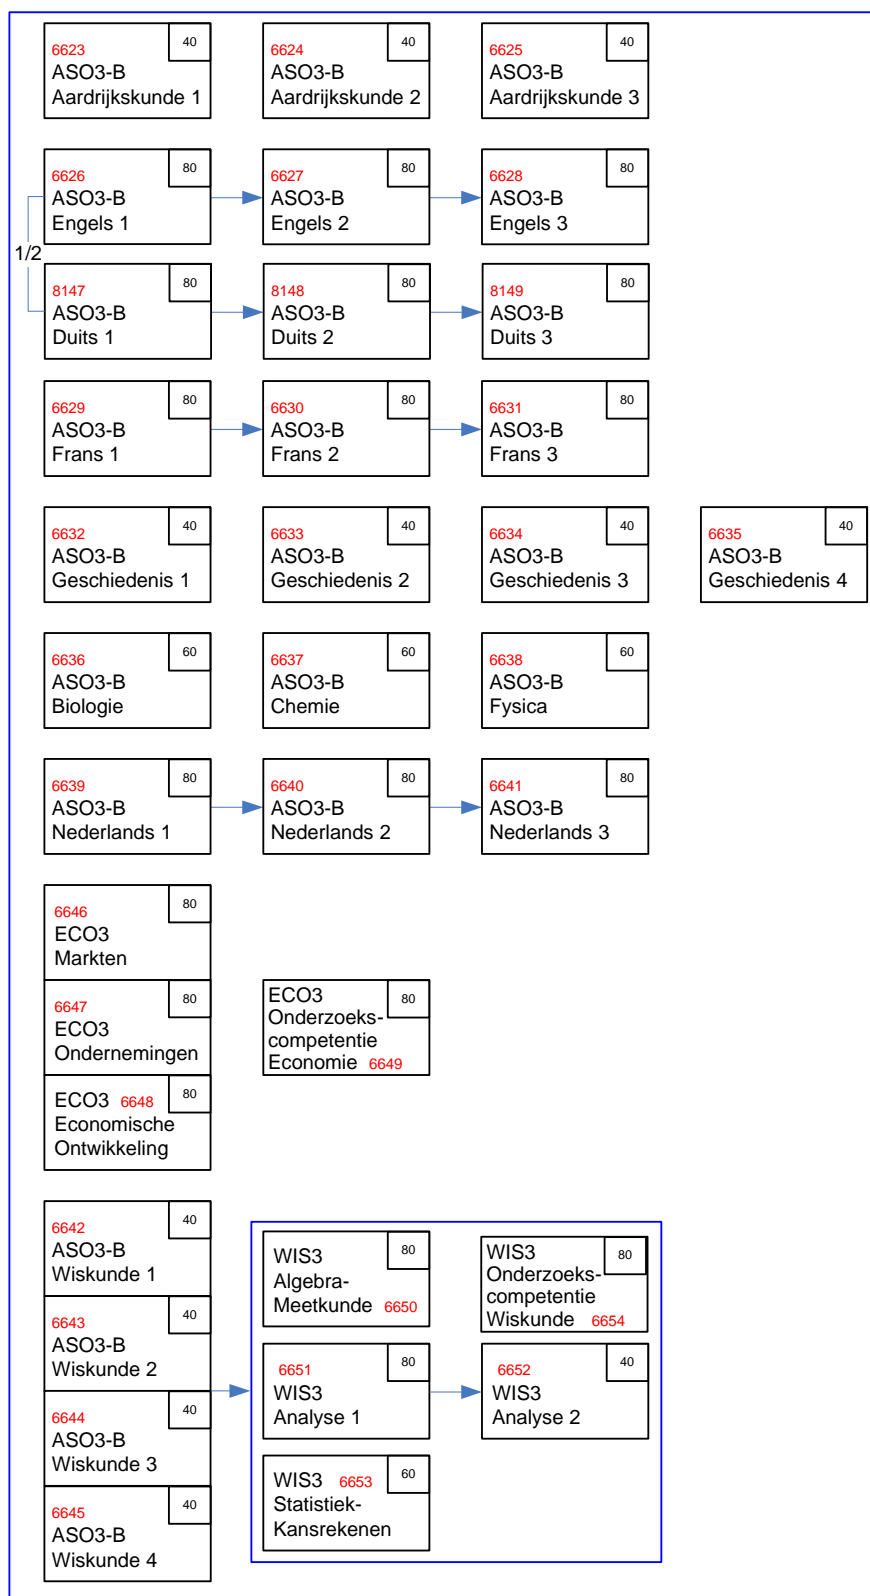 6623 40
ASO3-B
Aardrijkskunde 1
6624 40
ASO3-B
Aardrijkskunde 2
6625 40
ASO3-B
Aardrijkskunde 3
6626 80
ASO3-B
Engels 1
6627 80
ASO3-B
Engels 2
6628 80
ASO3-B
Engels 3
1/2
8147 80
ASO3-B
Duits 1
8148 80
ASO3-B
Duits 2
8149 80
ASO3-B
Duits 3
6629 80
ASO3-B
Frans 1
6630 80
ASO3-B
Frans 2
6631 80
ASO3-B
Frans 3
6632 40
ASO3-B
Geschiedenis 1
6633 40
ASO3-B
Geschiedenis 2
6634 40
ASO3-B
Geschiedenis 3
6635 40
ASO3-B
Geschiedenis 4
6636 60
ASO3-B
Biologie
6637 60
ASO3-B
Chemie
6638 60
ASO3-B
Fysica
6639 80
ASO3-B
Nederlands 1
6640 80
ASO3-B
Nederlands 2
6641 80
ASO3-B
Nederlands 3
6646 80
ECO3
Markten
6647 80
ECO3
Ondernemingen
ECO3 80
Onderzoeks-
competentie
Economie 6649
ECO3 6648 80
Economische
Ontwikkeling
6642 40
ASO3-B
Wiskunde 1
6643 40
ASO3-B
Wiskunde 2
6644 40
ASO3-B
Wiskunde 3
6645 40
ASO3-B
Wiskunde 4
WIS3 80
Algebra-
Meetkunde 6650
WIS3 80
Onderzoeks-
competentie
Wiskunde 6654
6651 80
WIS3
Analyse 1
6652 40
WIS3
Analyse 2
WIS3 6653 60
Statistiek-
Kansrekenen